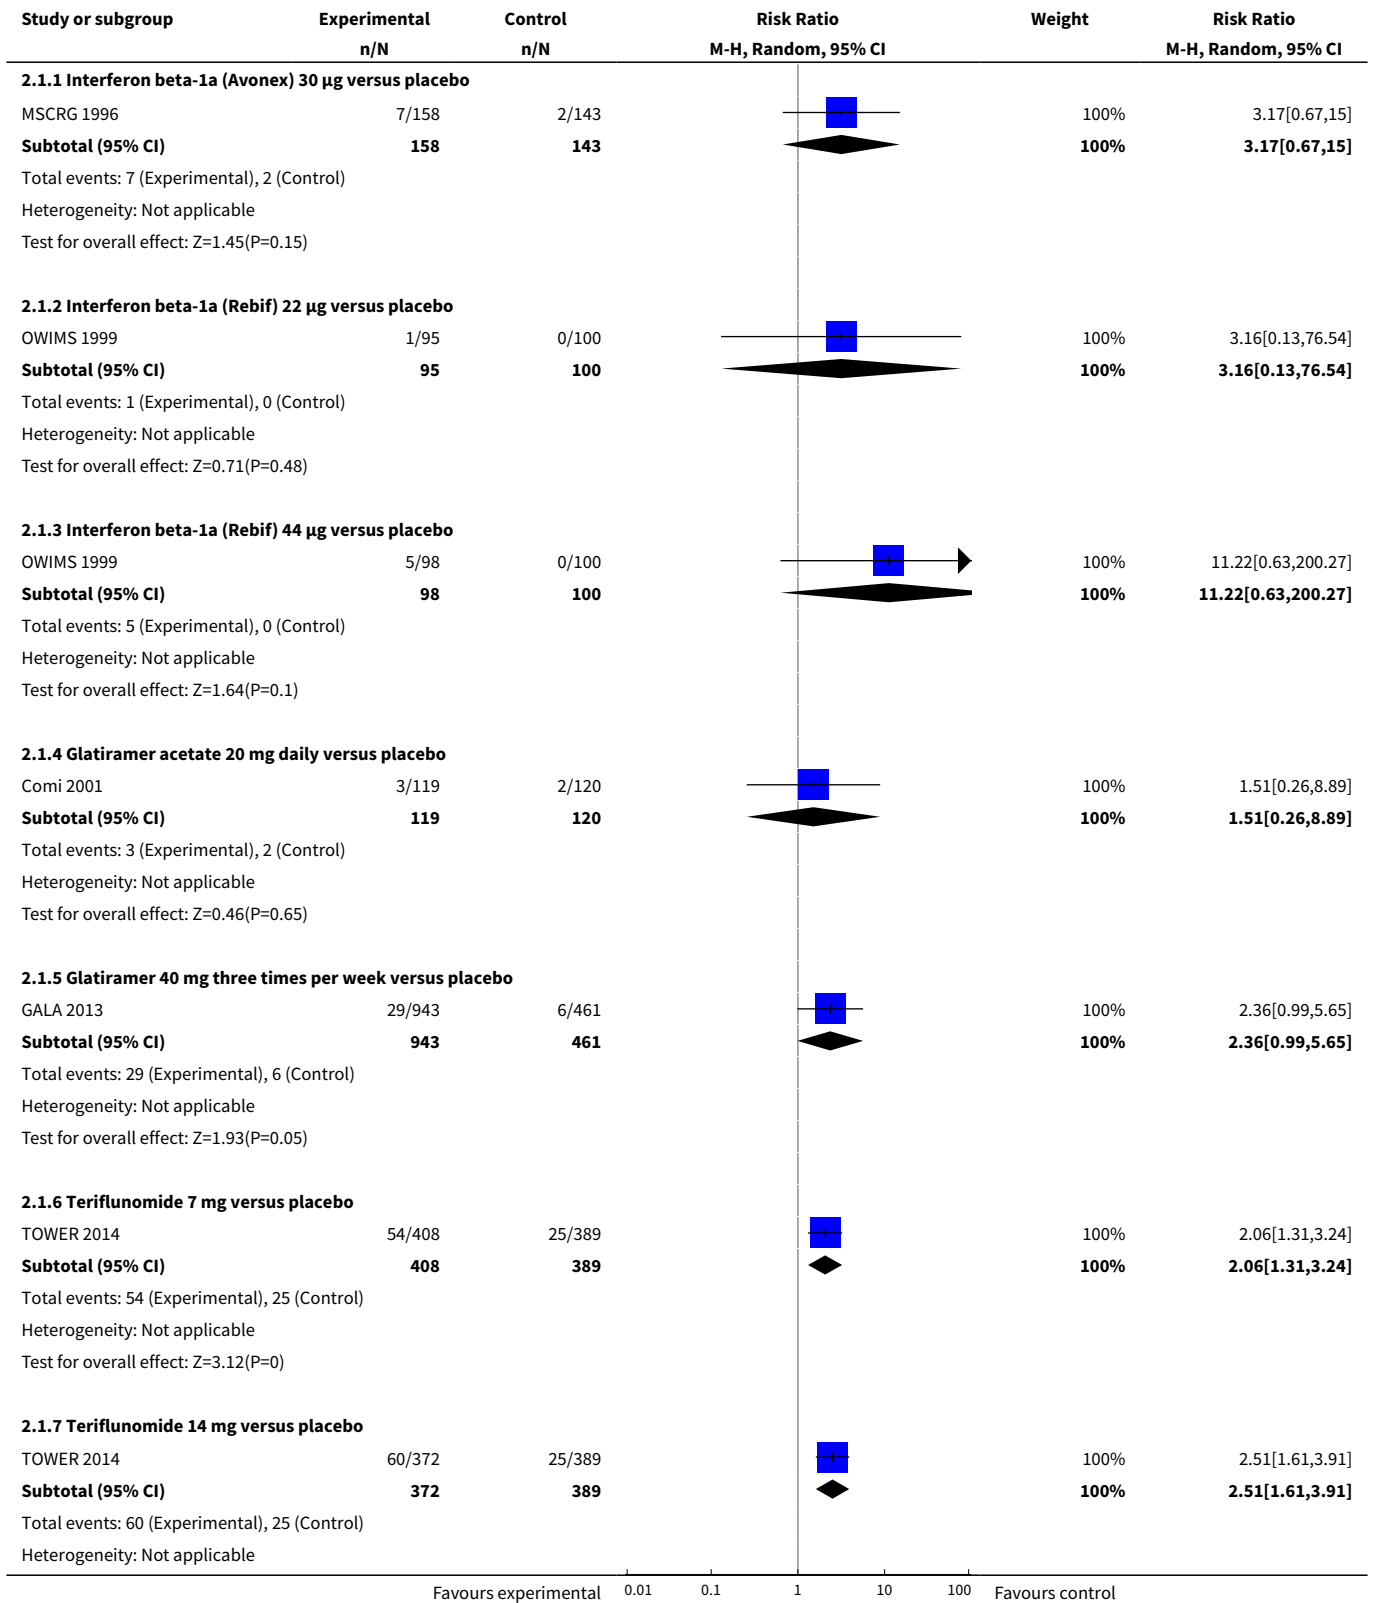 Study or subgroup Experimental Control Risk Ratio Weight Risk Ratio
n/N n/N M-H, Random, 95% CI M-H, Random, 95% CI
2.1.1 Interferon beta-1a (Avonex) 30 µg versus placebo
MSCRG 1996 7/158 2/143 100% 3.17[0.67,15]
Subtotal (95% CI) 158 143 100% 3.17[0.67,15]
Total events: 7 (Experimental), 2 (Control)
Heterogeneity: Not applicable
Test for overall effect: Z=1.45(P=0.15)
2.1.2 Interferon beta-1a (Rebif) 22 µg versus placebo
OWIMS 1999 1/95 0/100 100% 3.16[0.13,76.54]
Subtotal (95% CI) 95 100 100% 3.16[0.13,76.54]
Total events: 1 (Experimental), 0 (Control)
Heterogeneity: Not applicable
Test for overall effect: Z=0.71(P=0.48)
2.1.3 Interferon beta-1a (Rebif) 44 µg versus placebo
OWIMS 1999 5/98 0/100 100% 11.22[0.63,200.27]
Subtotal (95% CI) 98 100 100% 11.22[0.63,200.27]
Total events: 5 (Experimental), 0 (Control)
Heterogeneity: Not applicable
Test for overall effect: Z=1.64(P=0.1)
2.1.4 Glatiramer acetate 20 mg daily versus placebo
Comi 2001 3/119 2/120 100% 1.51[0.26,8.89]
Subtotal (95% CI) 119 120 100% 1.51[0.26,8.89]
Total events: 3 (Experimental), 2 (Control)
Heterogeneity: Not applicable
Test for overall effect: Z=0.46(P=0.65)
2.1.5 Glatiramer 40 mg three times per week versus placebo
GALA 2013 29/943 6/461 100% 2.36[0.99,5.65]
Subtotal (95% CI) 943 461 100% 2.36[0.99,5.65]
Total events: 29 (Experimental), 6 (Control)
Heterogeneity: Not applicable
Test for overall effect: Z=1.93(P=0.05)
2.1.6 Teriflunomide 7 mg versus placebo
TOWER 2014 54/408 25/389 100% 2.06[1.31,3.24]
Subtotal (95% CI) 408 389 100% 2.06[1.31,3.24]
Total events: 54 (Experimental), 25 (Control)
Heterogeneity: Not applicable
Test for overall effect: Z=3.12(P=0)
2.1.7 Teriflunomide 14 mg versus placebo
TOWER 2014 60/372 25/389 100% 2.51[1.61,3.91]
Subtotal (95% CI) 372 389 100% 2.51[1.61,3.91]
Total events: 60 (Experimental), 25 (Control)
Heterogeneity: Not applicable
Favours experimental 0.01 0.1 1 10 100 Favours control